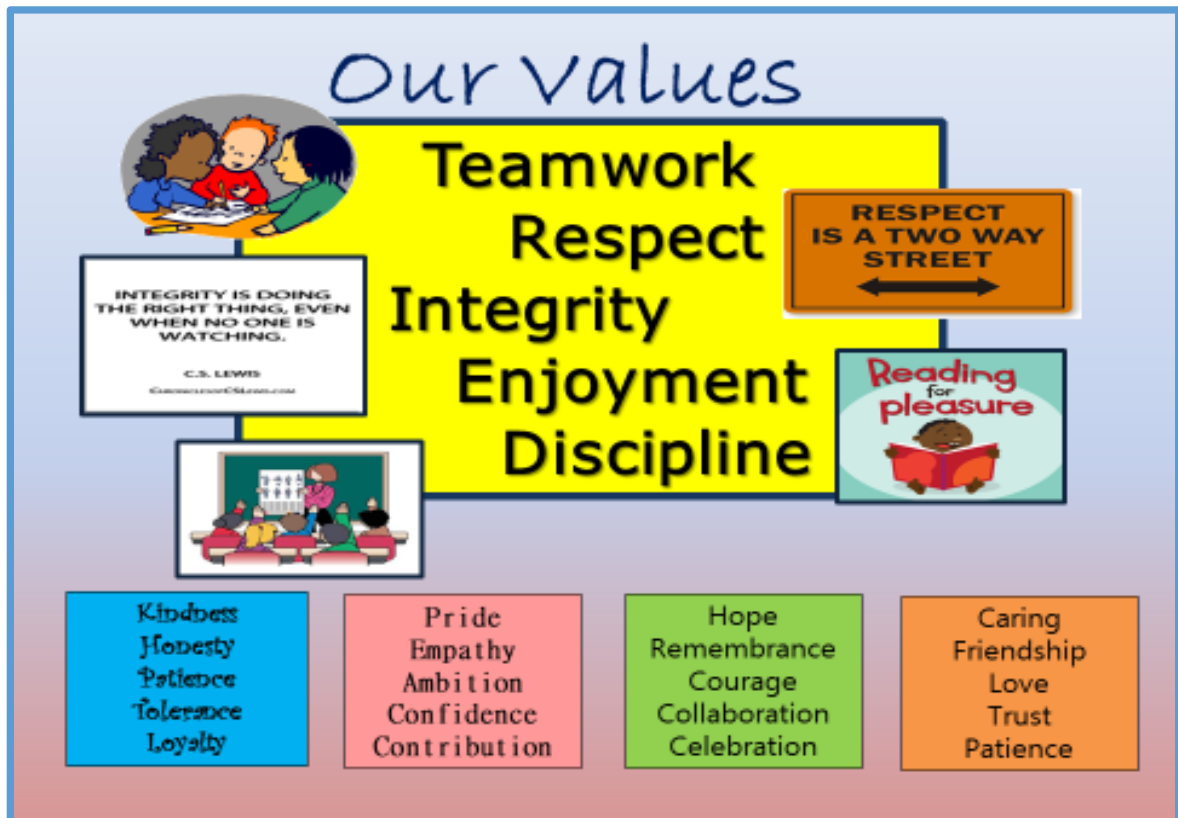 Our Values
Teamwork
Respect
Integrity
Enjoyment
Discipline
RESPECT
IS A TWO WAY
STREET
INTEGRITY IS DOING
THE RIGHT THING, EVEN
WHEN NO ONE IS
WATCHING.
C.S. LEWIS
CHRONICLESOFCSLEWIS.COM
Reading
for
pleasure
Kindness
Honesty
Patience
Tolerance
Loyalty
Pride
Empathy
Ambition
Confidence
Contribution
Hope
Remembrance
Courage
Collaboration
Celebration
Caring
Friendship
Love
Trust
Patience